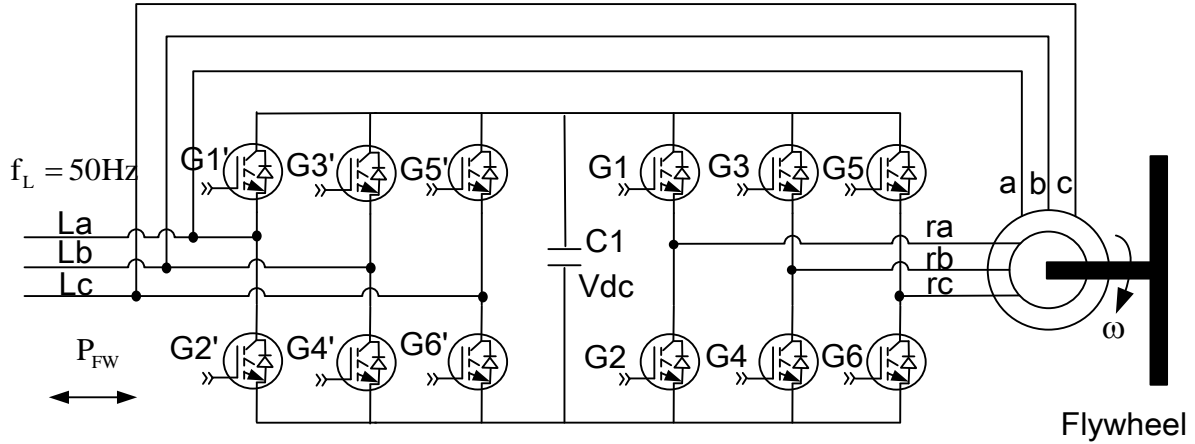 G1' G3' G5' G1 G3 G5
f_L = 50Hz
a b c
La
Lb
Lc
ra
rb
rc
C1
Vdc
ω
P_FW
G2' G4' G6' G2 G4 G6
Flywheel